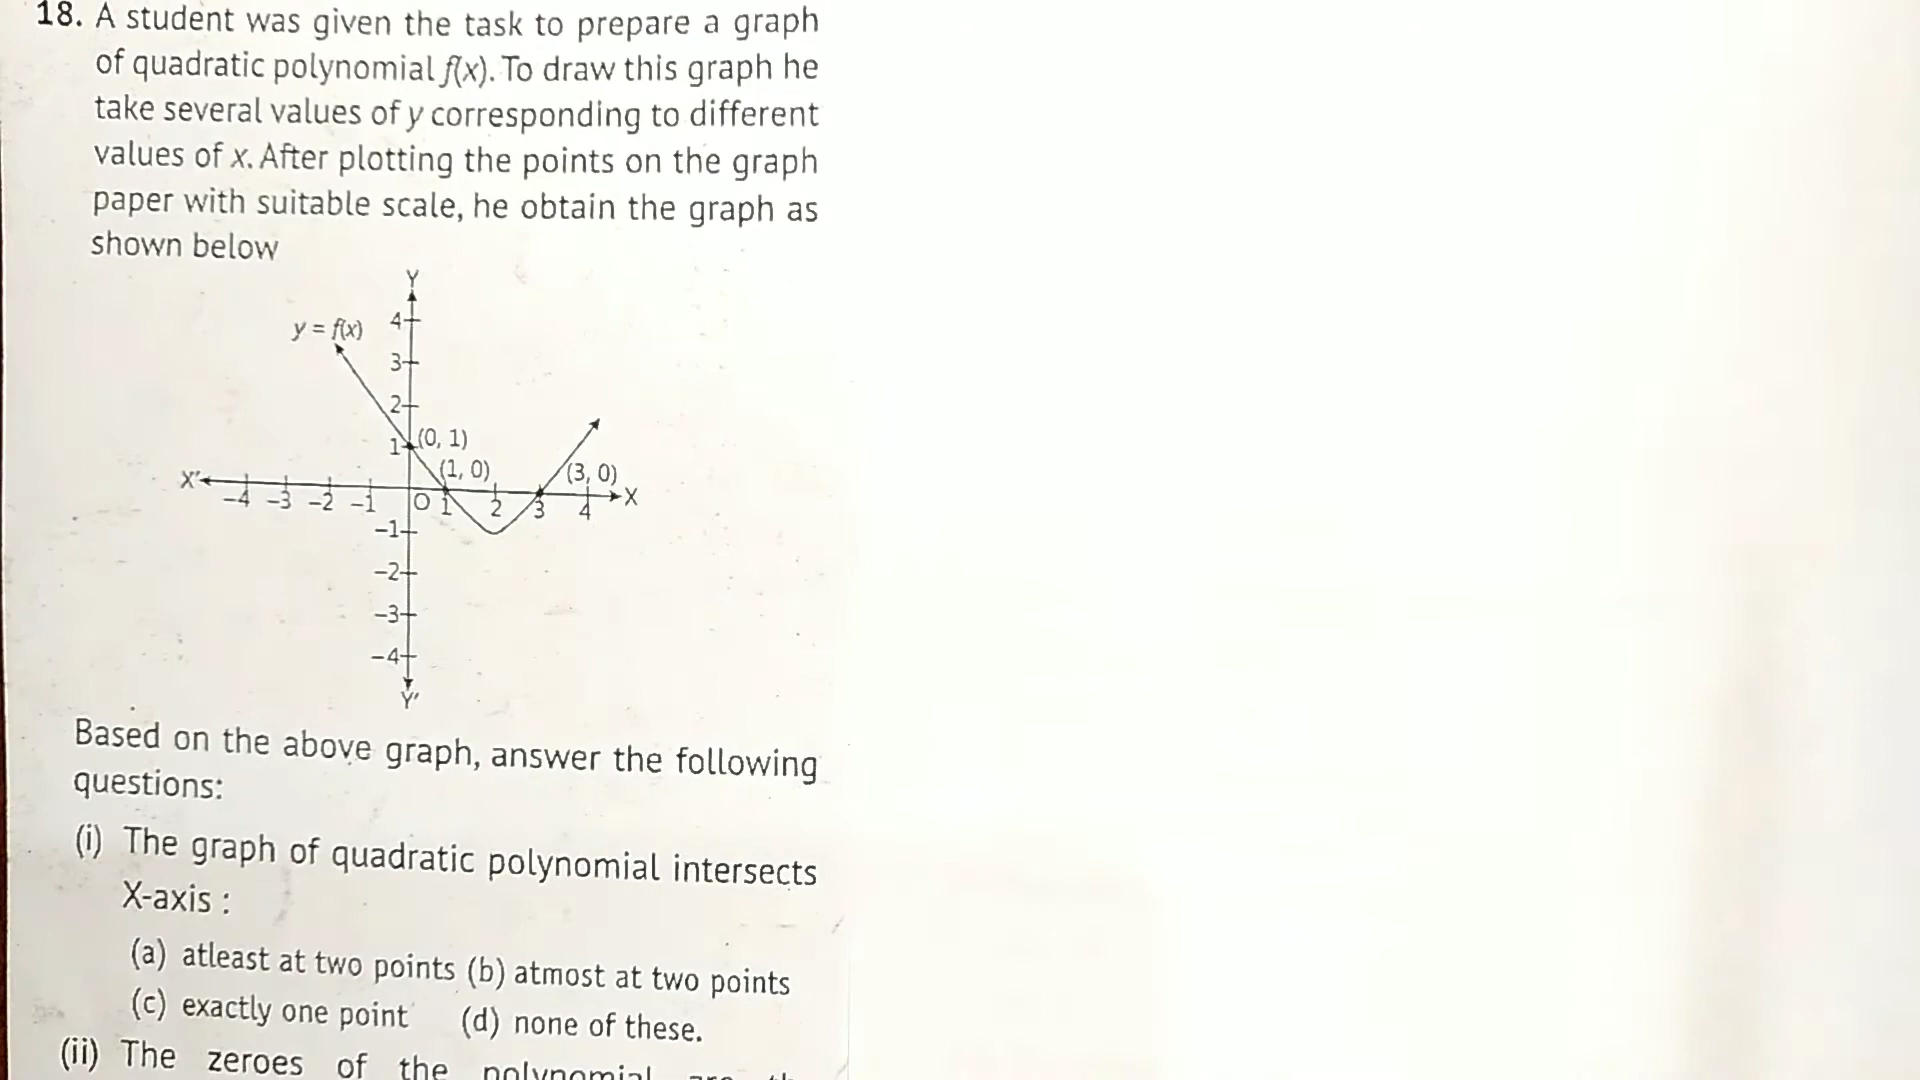 18. A student was given the task to prepare a graph
of quadratic polynomial f(x). To draw this graph he
take several values of y corresponding to different
values of x. After plotting the points on the graph
paper with suitable scale, he obtain the graph as
shown below
Y
y = f(x)
4
3
2
1
(0, 1)
(1, 0)
(3, 0)
X'
–4 –3 –2 –1 O 1 2 3 4
X
–1
–2
–3
–4
Y'
Based on the above graph, answer the following
questions:
(i) The graph of quadratic polynomial intersects
X-axis :
(a) atleast at two points (b) atmost at two points
(c) exactly one point (d) none of these.
(ii) The zeroes of the polynomial